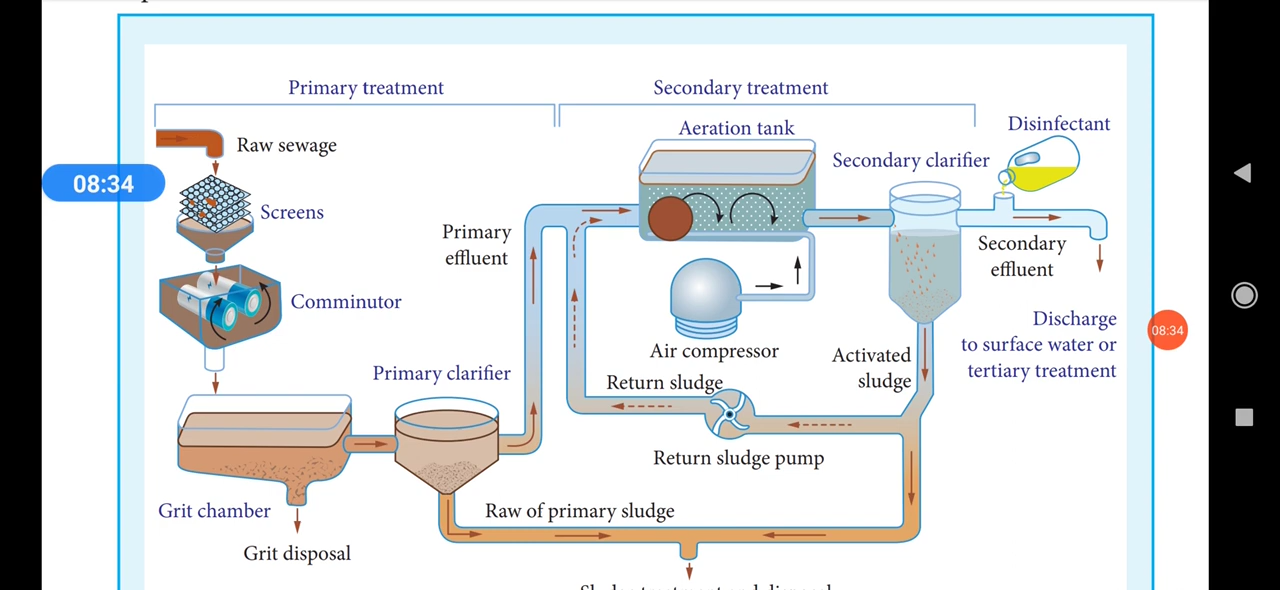 Primary treatment
Secondary treatment
Aeration tank
Disinfectant
Raw sewage
Secondary clarifier
08:34
Screens
Primary
effluent
Secondary
effluent
Comminutor
Discharge
to surface water or
tertiary treatment
08:34
Air compressor
Activated
sludge
Primary clarifier
Return sludge
Return sludge pump
Grit chamber
Raw of primary sludge
Grit disposal